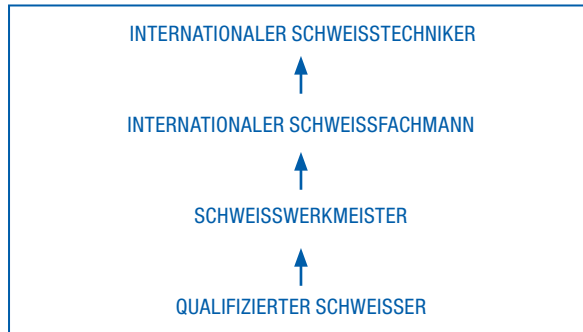 INTERNATIONALER SCHWEISSTECHNIKER
INTERNATIONALER SCHWEISSFACHMANN
SCHWEISSWERKMEISTER
QUALIFIZIERTER SCHWEISSER